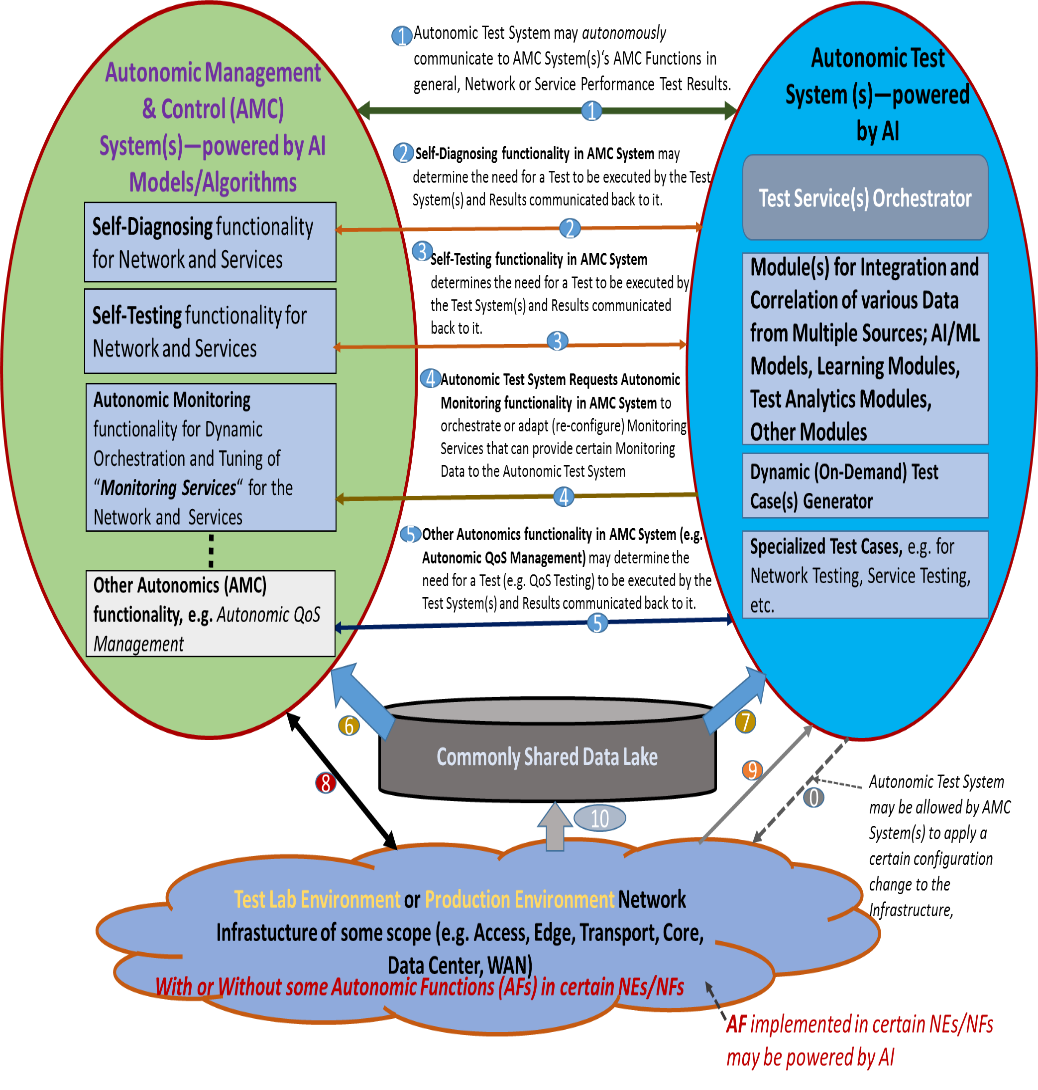 Autonomic Management
& Control (AMC)
System(s)—powered by AI
Models/Algorithms
Self-Diagnosing functionality
for Network and Services
Self-Testing functionality for
Network and Services
Autonomic Monitoring
functionality for Dynamic
Orchestration and Tuning of
“Monitoring Services“ for the
Network and Services
Other Autonomics (AMC)
functionality, e.g. Autonomic QoS
Management
1 Autonomic Test System may autonomously
communicate to AMC System(s)‘s AMC Functions in
general, Network or Service Performance Test Results.
1
2 Self-Diagnosing functionality in AMC System may
determine the need for a Test to be executed by the Test
System(s) and Results communicated back to it.
2
3 Self-Testing functionality in AMC System
determines the need for a Test to be executed by
the Test System(s) and Results communicated
back to it.
3
4 Autonomic Test System Requests Autonomic
Monitoring functionality in AMC System to
orchestrate or adapt (re-configure) Monitoring
Services that can provide certain Monitoring
Data to the Autonomic Test System
4
5 Other Autonomics functionality in AMC System (e.g.
Autonomic QoS Management) may determine the
need for a Test (e.g. QoS Testing) to be executed by the
Test System(s) and Results communicated back to it.
5
Autonomic Test
System (s)—powered
by AI
Test Service(s) Orchestrator
Module(s) for Integration and
Correlation of various Data
from Multiple Sources; AI/ML
Models, Learning Modules,
Test Analytics Modules,
Other Modules
Dynamic (On-Demand) Test
Case(s) Generator
Specialized Test Cases, e.g. for
Network Testing, Service Testing,
etc.
6
7
Commonly Shared Data Lake
8
9
0
10
Autonomic Test System
may be allowed by AMC
System(s) to apply a
certain configuration
change to the
Infrastructure,
Test Lab Environment or Production Environment Network
Infrastucture of some scope (e.g. Access, Edge, Transport, Core,
Data Center, WAN)
With or Without some Autonomic Functions (AFs) in certain NEs/NFs
AF implemented in certain NEs/NFs
may be powered by AI